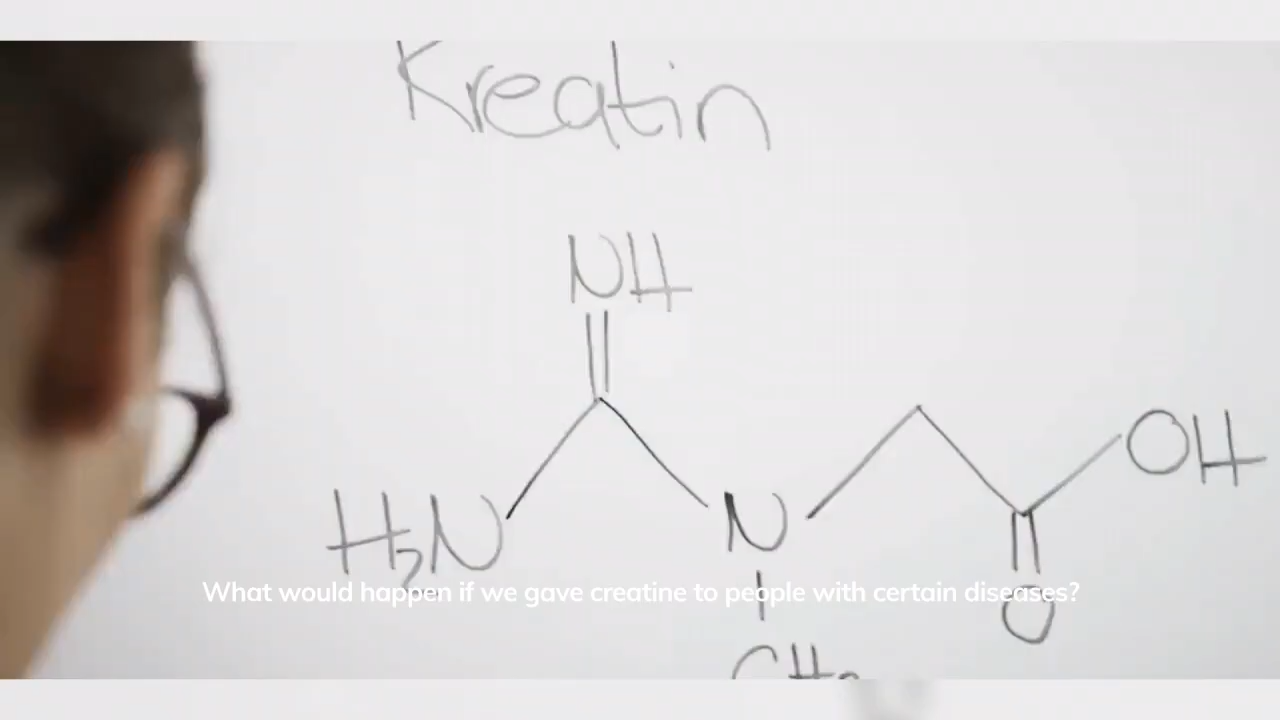 Kreatin
NH
OH
H₂N
N
What would happen if we gave creatine to people with certain diseases?
O